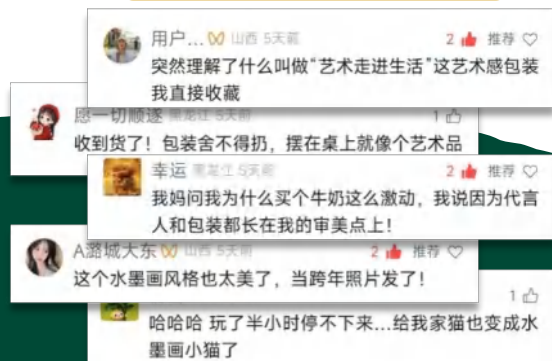 用户... 山西 5天前 2 推荐
突然理解了什么叫做“艺术走进生活”这艺术感包装
我直接收藏
愿一切顺遂 黑龙江 5天前 1
收到货了！包装舍不得扔，摆在桌上就像个艺术品
幸运 黑龙江 5天前 2 推荐
我妈问我为什么买个牛奶这么激动，我说因为代言
人和包装都长在我的审美点上！
A潞城大东 山西 5天前 2 推荐
这个水墨画风格也太美了，当跨年照片发了！
1
哈哈哈 玩了半小时停不下来...给我家猫也变成水
墨画小猫了